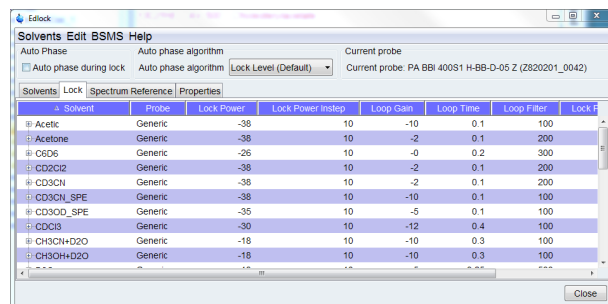 Edlock
Solvents Edit BSMS Help
Auto Phase Auto phase algorithm Current probe
Auto phase during lock Auto phase algorithm Lock Level (Default) Current probe: PA BBI 400S1 H-BB-D-05 Z (Z820201_0042)
Solvents Lock Spectrum Reference Properties
Solvent Probe Lock Power Lock Power Instep Loop Gain Loop Time Loop Filter Lock P
Acetic Generic -38 10 -10 0.1 100
Acetone Generic -38 10 -2 0.1 200
C6D6 Generic -26 10 -0 0.2 300
CD2Cl2 Generic -38 10 -2 0.1 200
CD3CN Generic -38 10 -2 0.1 200
CD3CN_SPE Generic -38 10 -10 0.1 100
CD3OD_SPE Generic -35 10 -5 0.1 100
CDCl3 Generic -30 10 -12 0.4 100
CH3CN+D2O Generic -18 10 -10 0.3 100
CH3OH+D2O Generic -18 10 -10 0.3 100
Close